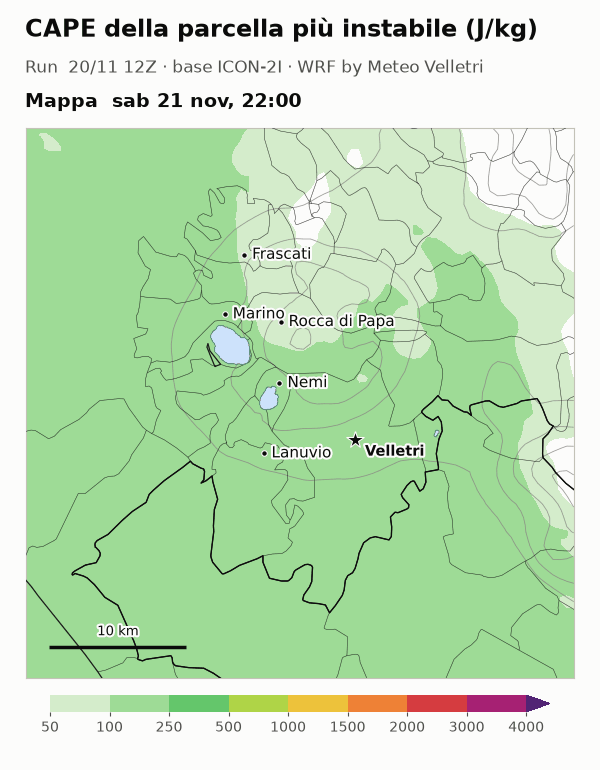 CAPE della parcella più instabile (J/kg)
Run  20/11 12Z · base ICON-2I · WRF by Meteo Velletri
Mappa  sab 21 nov, 22:00
Frascati
Marino
Rocca di Papa
Nemi
Velletri
Lanuvio
10 km
50 100 250 500 1000 1500 2000 3000 4000